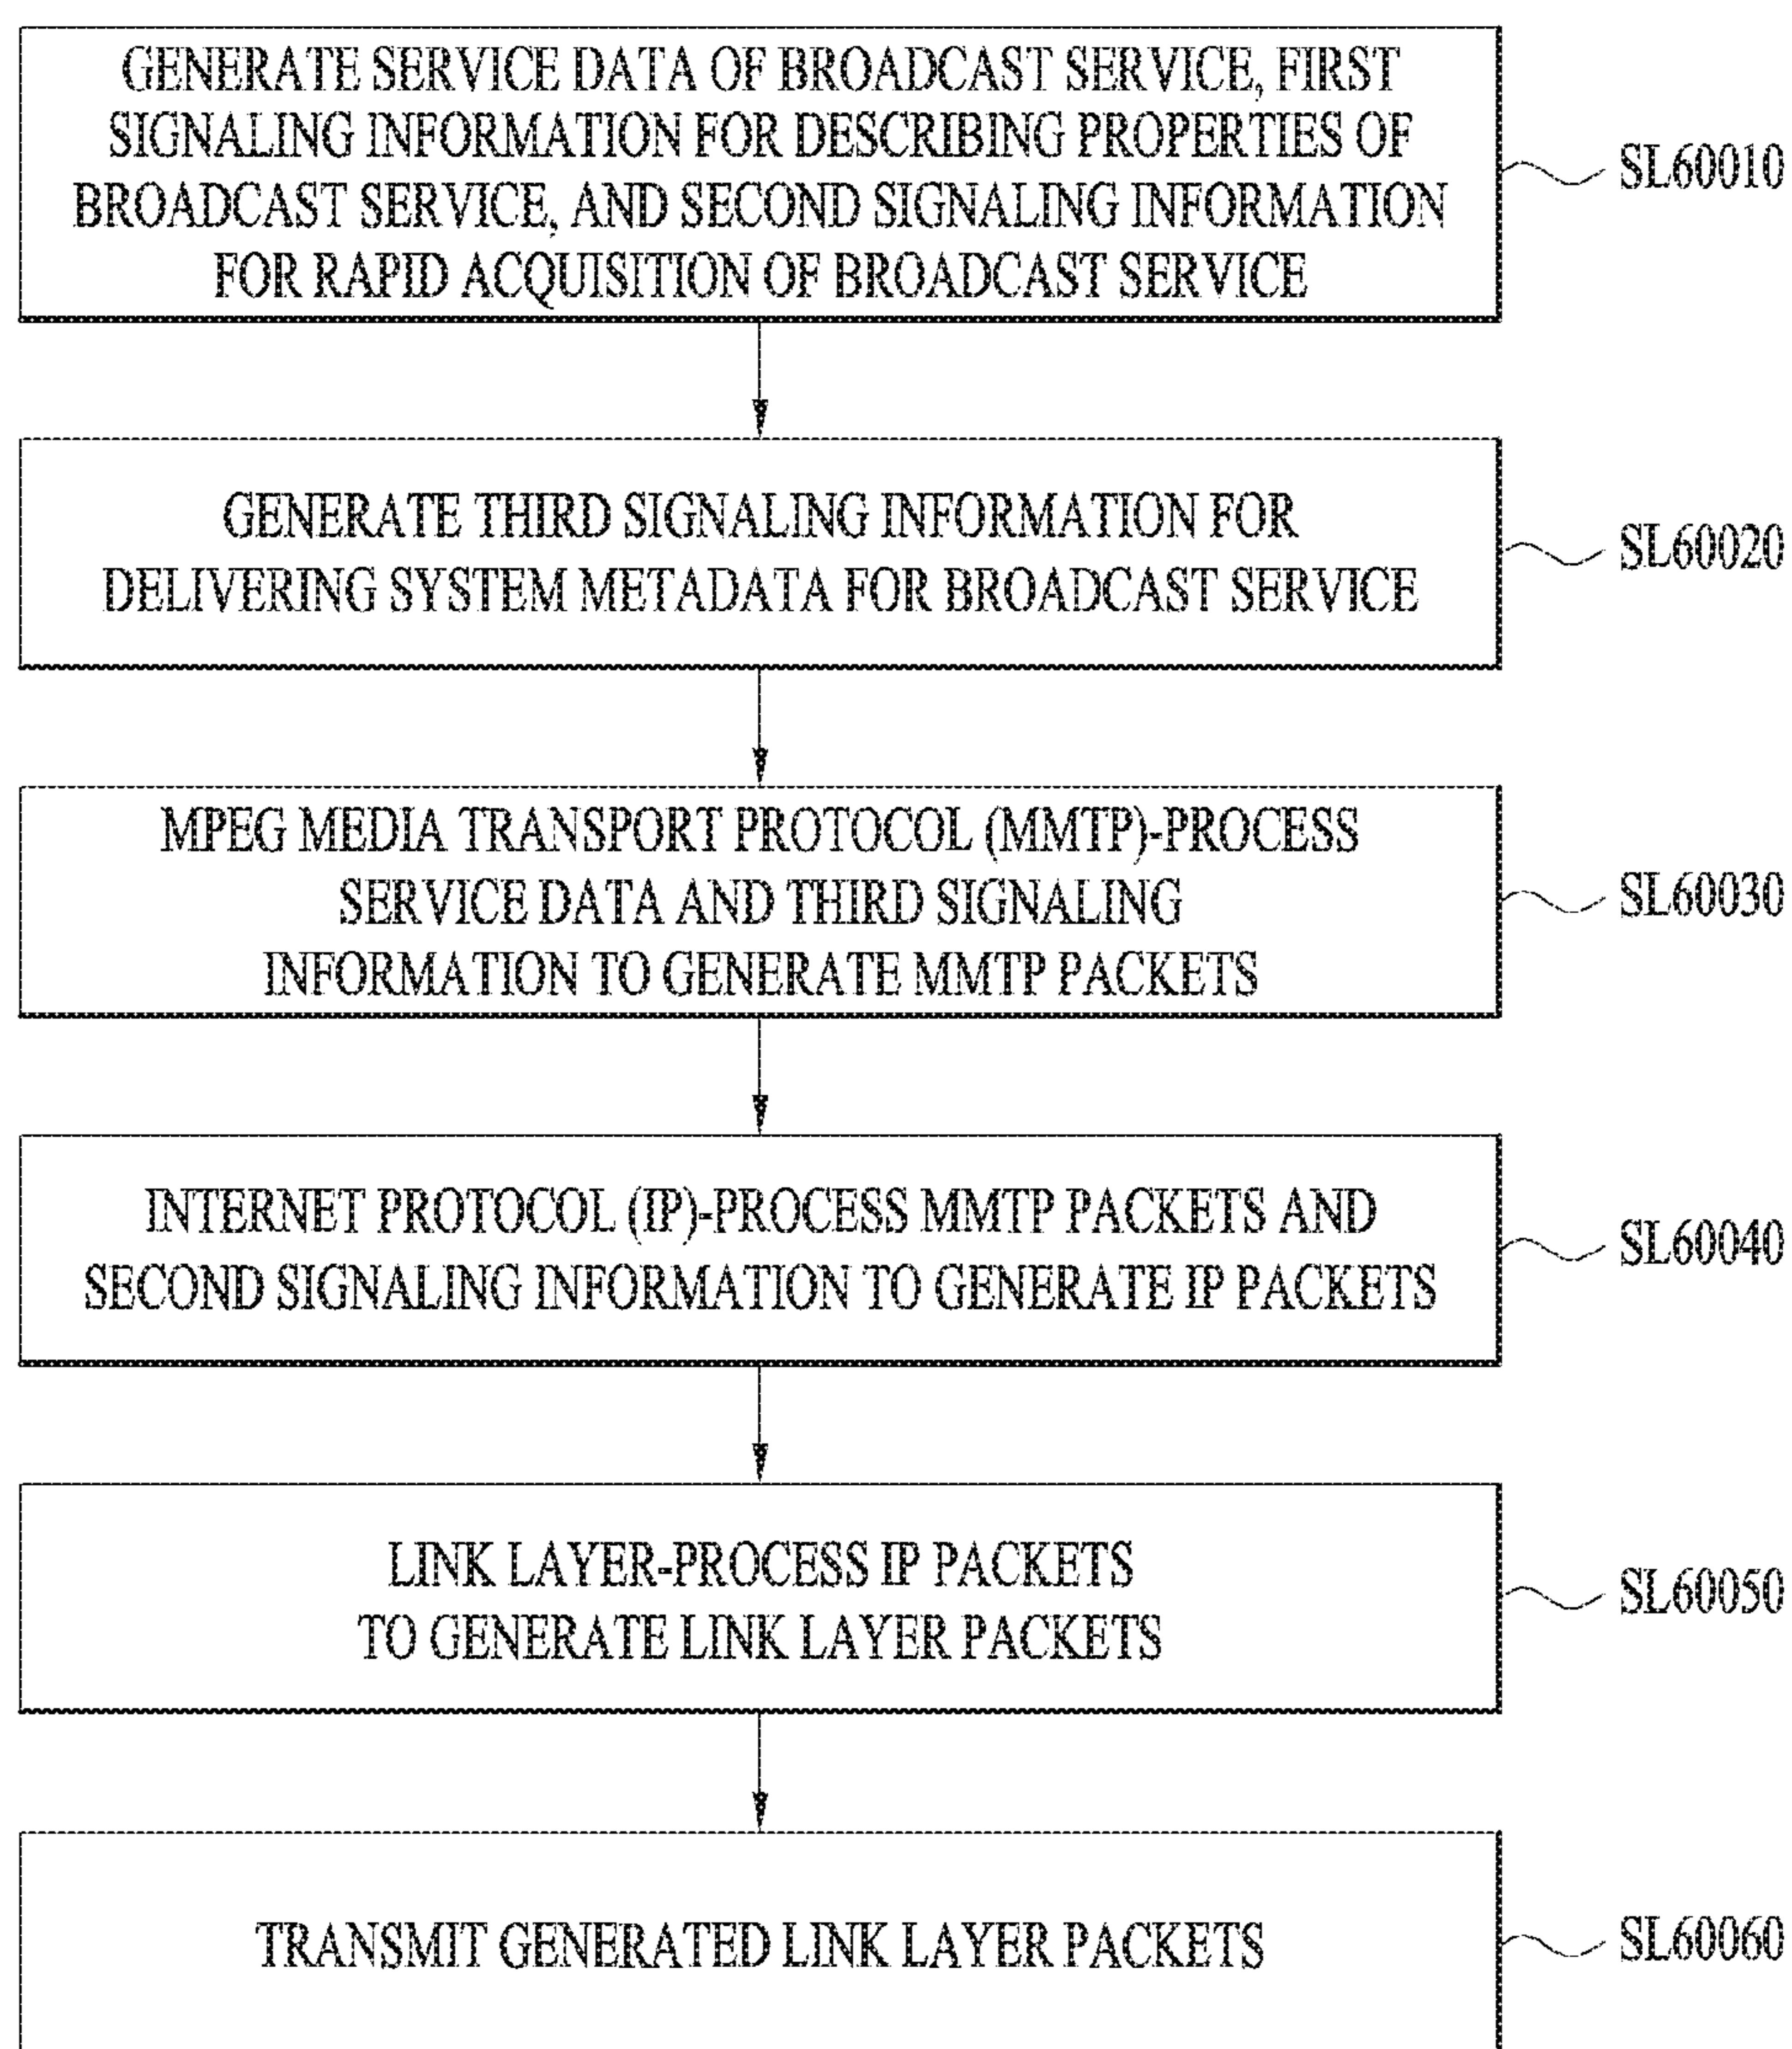 GENERATE SERVICE DATA OF BROADCAST SERVICE, FIRST
SIGNALING INFORMATION FOR DESCRIBING PROPERTIES OF
BROADCAST SERVICE, AND SECOND SIGNALING INFORMATION
FOR RAPID ACQUISITION OF BROADCAST SERVICE
SL60010
GENERATE THIRD SIGNALING INFORMATION FOR
DELIVERING SYSTEM METADATA FOR BROADCAST SERVICE
SL60020
MPEG MEDIA TRANSPORT PROTOCOL (MMTP)-PROCESS
SERVICE DATA AND THIRD SIGNALING
INFORMATION TO GENERATE MMTP PACKETS
SL60030
INTERNET PROTOCOL (IP)-PROCESS MMTP PACKETS AND
SECOND SIGNALING INFORMATION TO GENERATE IP PACKETS
SL60040
LINK LAYER-PROCESS IP PACKETS
TO GENERATE LINK LAYER PACKETS
SL60050
TRANSMIT GENERATED LINK LAYER PACKETS
SL60060